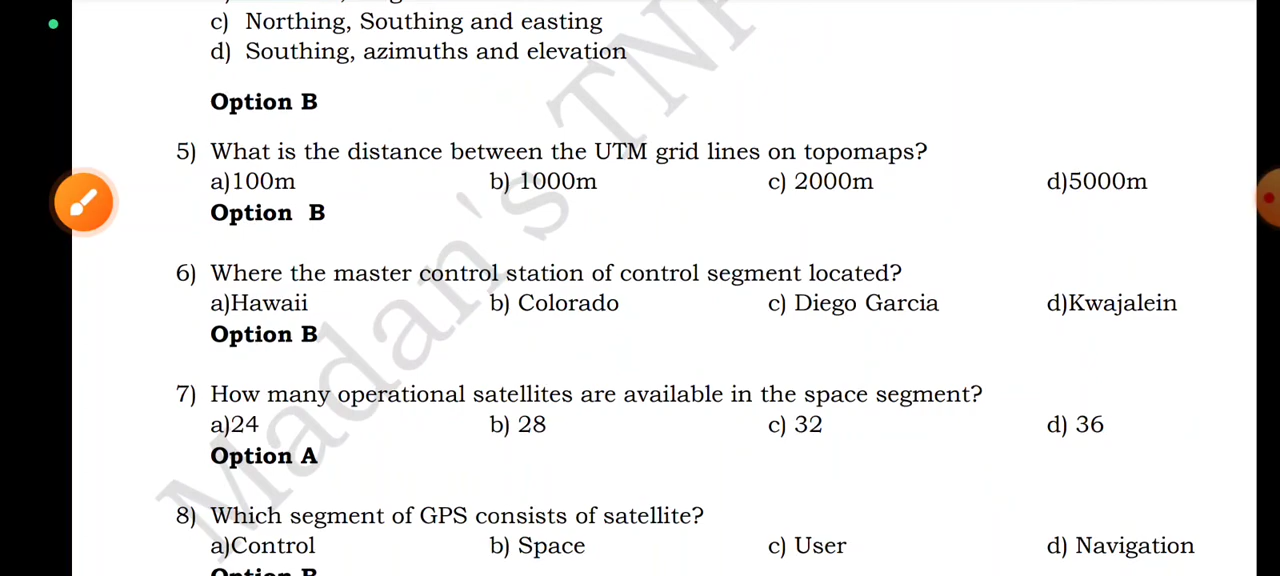 c) Northing, Southing and easting
d) Southing, azimuths and elevation
Option B
5) What is the distance between the UTM grid lines on topomaps?
a)100m b) 1000m c) 2000m d)5000m
Option B
6) Where the master control station of control segment located?
a)Hawaii b) Colorado c) Diego Garcia d)Kwajalein
Option B
7) How many operational satellites are available in the space segment?
a)24 b) 28 c) 32 d) 36
Option A
8) Which segment of GPS consists of satellite?
a)Control b) Space c) User d) Navigation
Option B
Madan's